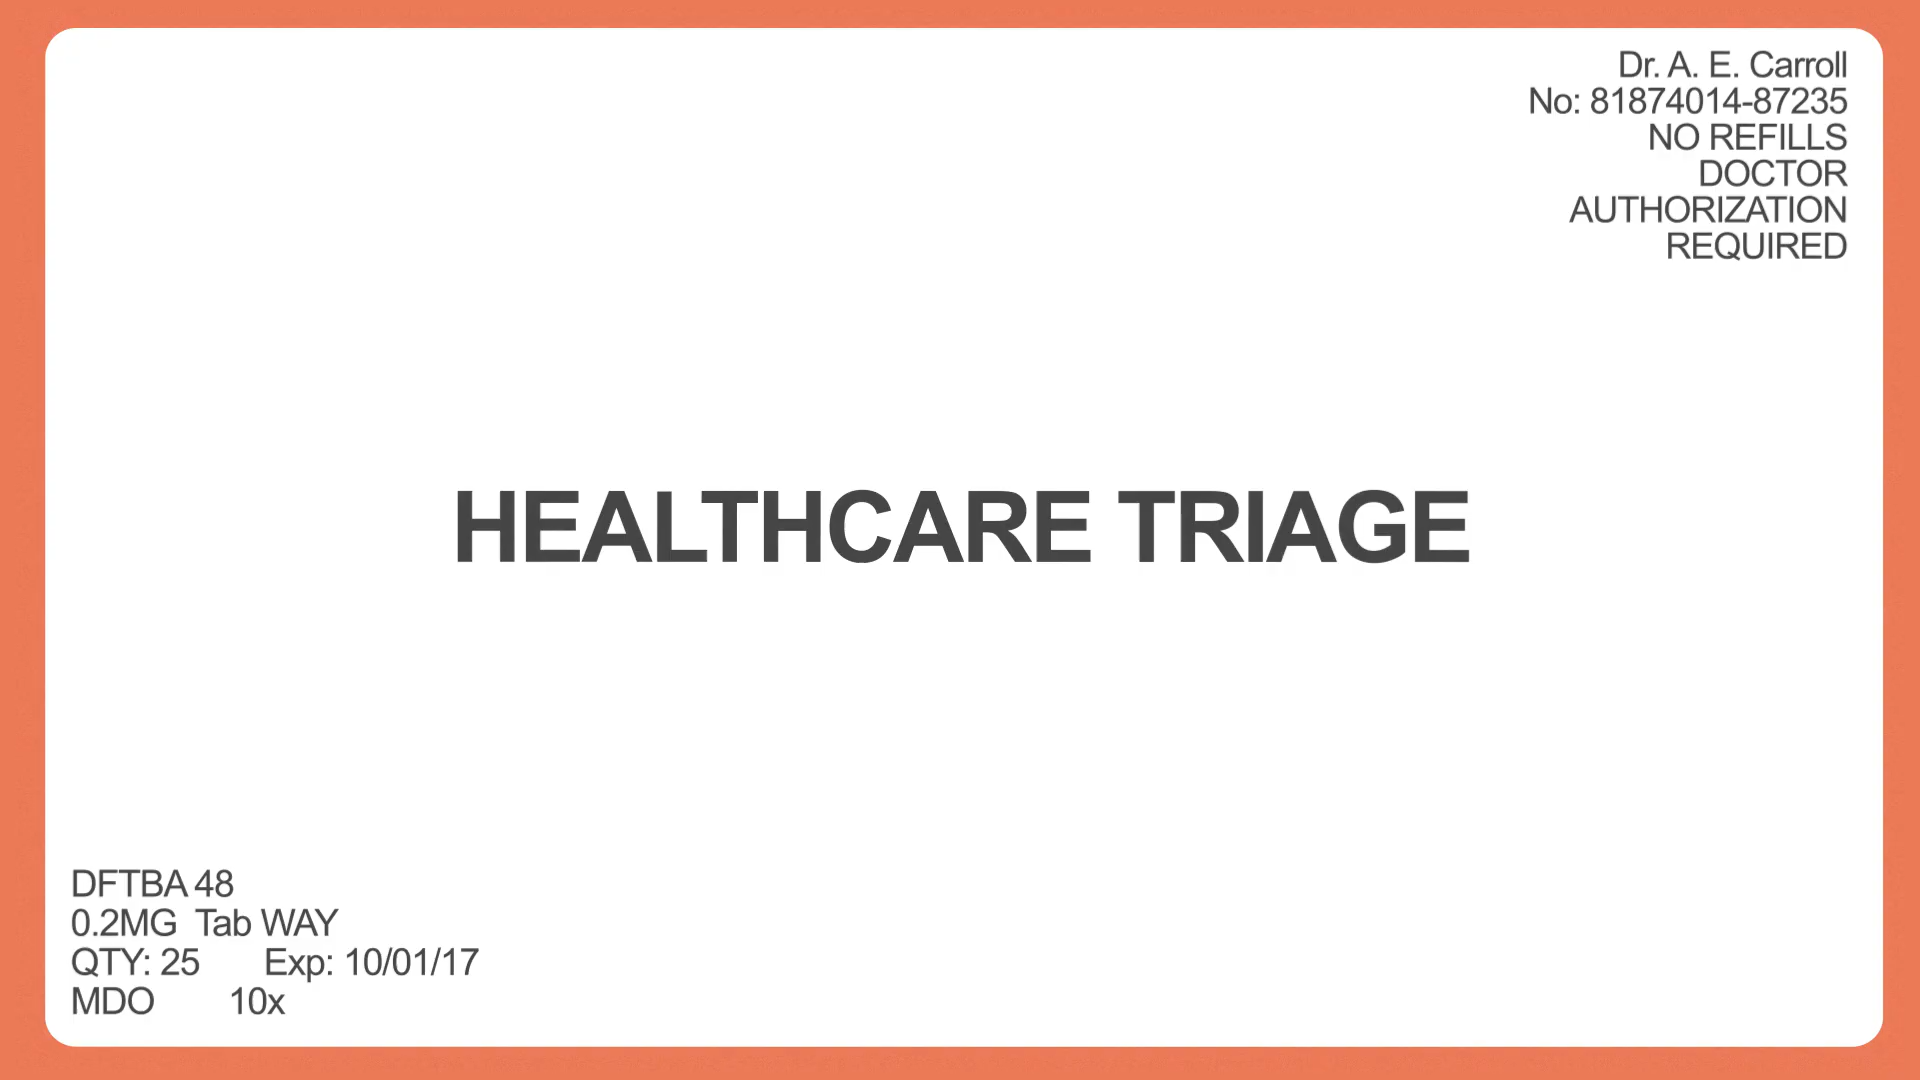 Dr. A. E. Carroll
No: 81874014-87235
NO REFILLS
DOCTOR
AUTHORIZATION
REQUIRED
HEALTHCARE TRIAGE
DFTBA 48
0.2MG Tab WAY
QTY: 25 Exp: 10/01/17
MDO 10x